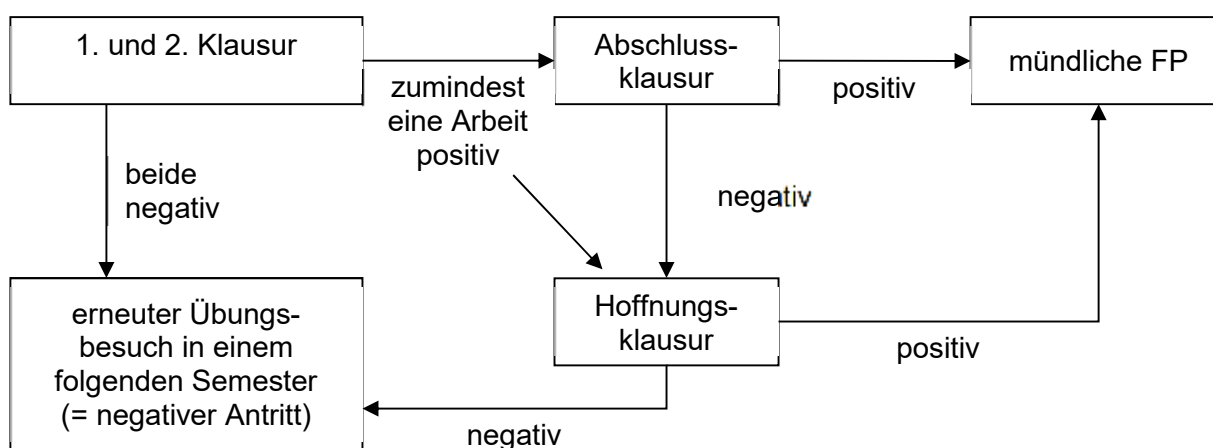 1. und 2. Klausur
Abschluss-
klausur
mündliche FP
zumindest
eine Arbeit
positiv
positiv
beide
negativ
negativ
erneuter Übungs-
besuch in einem
folgenden Semester
(= negativer Antritt)
Hoffnungs-
klausur
positiv
negativ